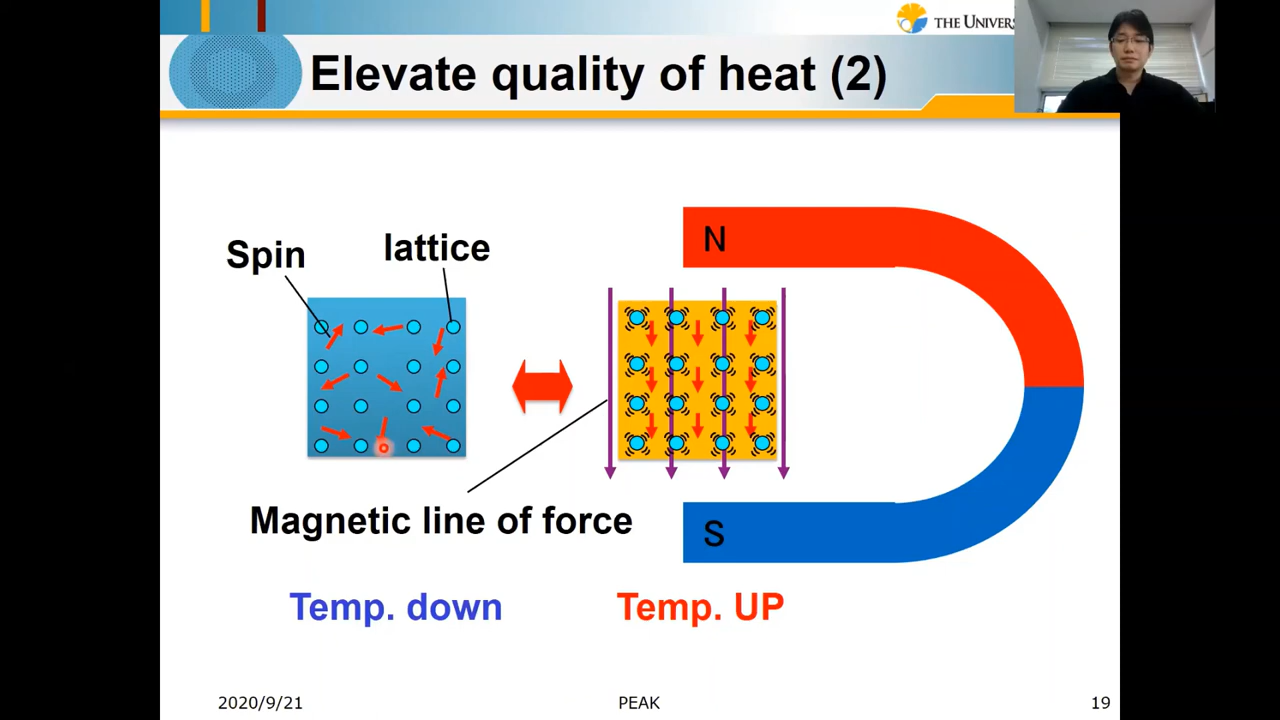 THE UNIVERS
Elevate quality of heat (2)
Spin
lattice
N
Magnetic line of force
S
Temp. down
Temp. UP
2020/9/21
PEAK
19